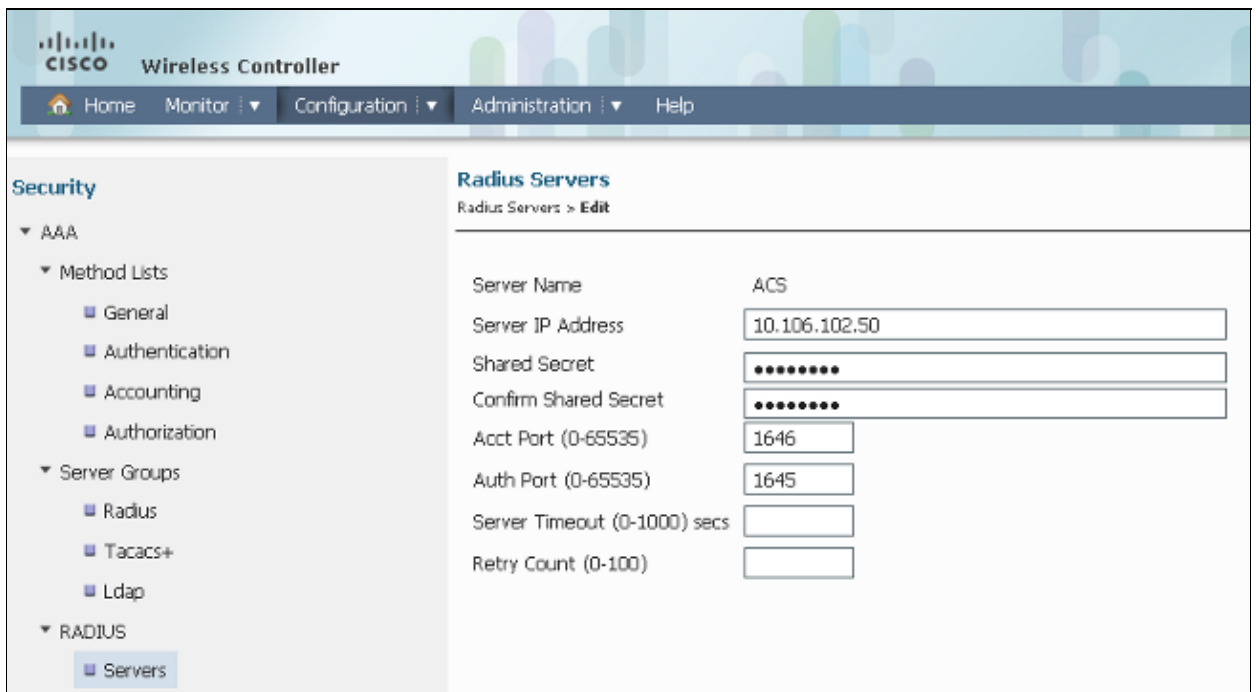 CISCO Wireless Controller
Home Monitor Configuration Administration Help
Security
AAA
Method Lists
General
Authentication
Accounting
Authorization
Server Groups
Radius
Tacacs+
Ldap
RADIUS
Servers
Radius Servers
Radius Servers > Edit
Server Name ACS
Server IP Address 10.106.102.50
Shared Secret ••••••••
Confirm Shared Secret ••••••••
Acct Port (0-65535) 1646
Auth Port (0-65535) 1645
Server Timeout (0-1000) secs
Retry Count (0-100)